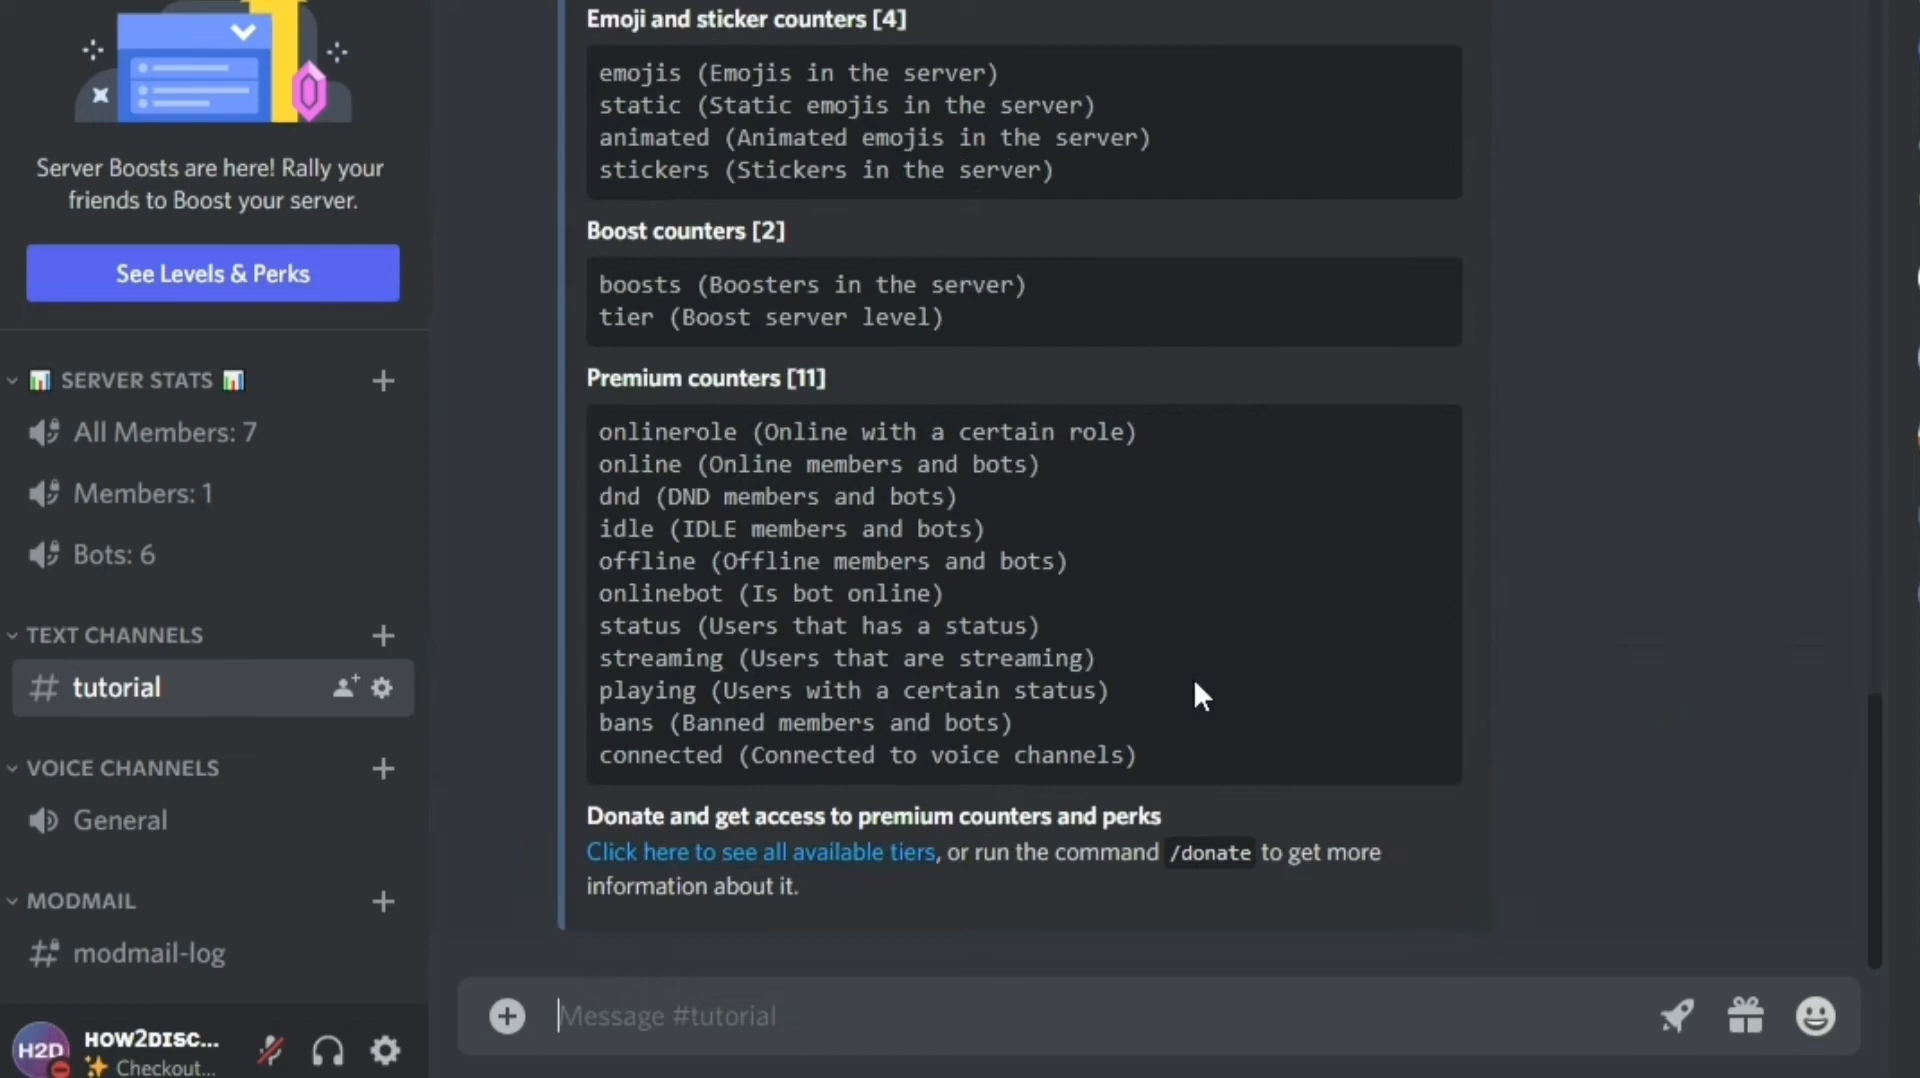 Server Boosts are here! Rally your
friends to Boost your server.
See Levels & Perks
SERVER STATS
All Members: 7
Members: 1
Bots: 6
TEXT CHANNELS
tutorial
VOICE CHANNELS
General
MODMAIL
modmail-log
H2D
HOW2DISC...
Checkout...
Emoji and sticker counters [4]
emojis (Emojis in the server)
static (Static emojis in the server)
animated (Animated emojis in the server)
stickers (Stickers in the server)
Boost counters [2]
boosts (Boosters in the server)
tier (Boost server level)
Premium counters [11]
onlinerole (Online with a certain role)
online (Online members and bots)
dnd (DND members and bots)
idle (IDLE members and bots)
offline (Offline members and bots)
onlinebot (Is bot online)
status (Users that has a status)
streaming (Users that are streaming)
playing (Users with a certain status)
bans (Banned members and bots)
connected (Connected to voice channels)
Donate and get access to premium counters and perks
Click here to see all available tiers, or run the command /donate to get more
information about it.
Message #tutorial